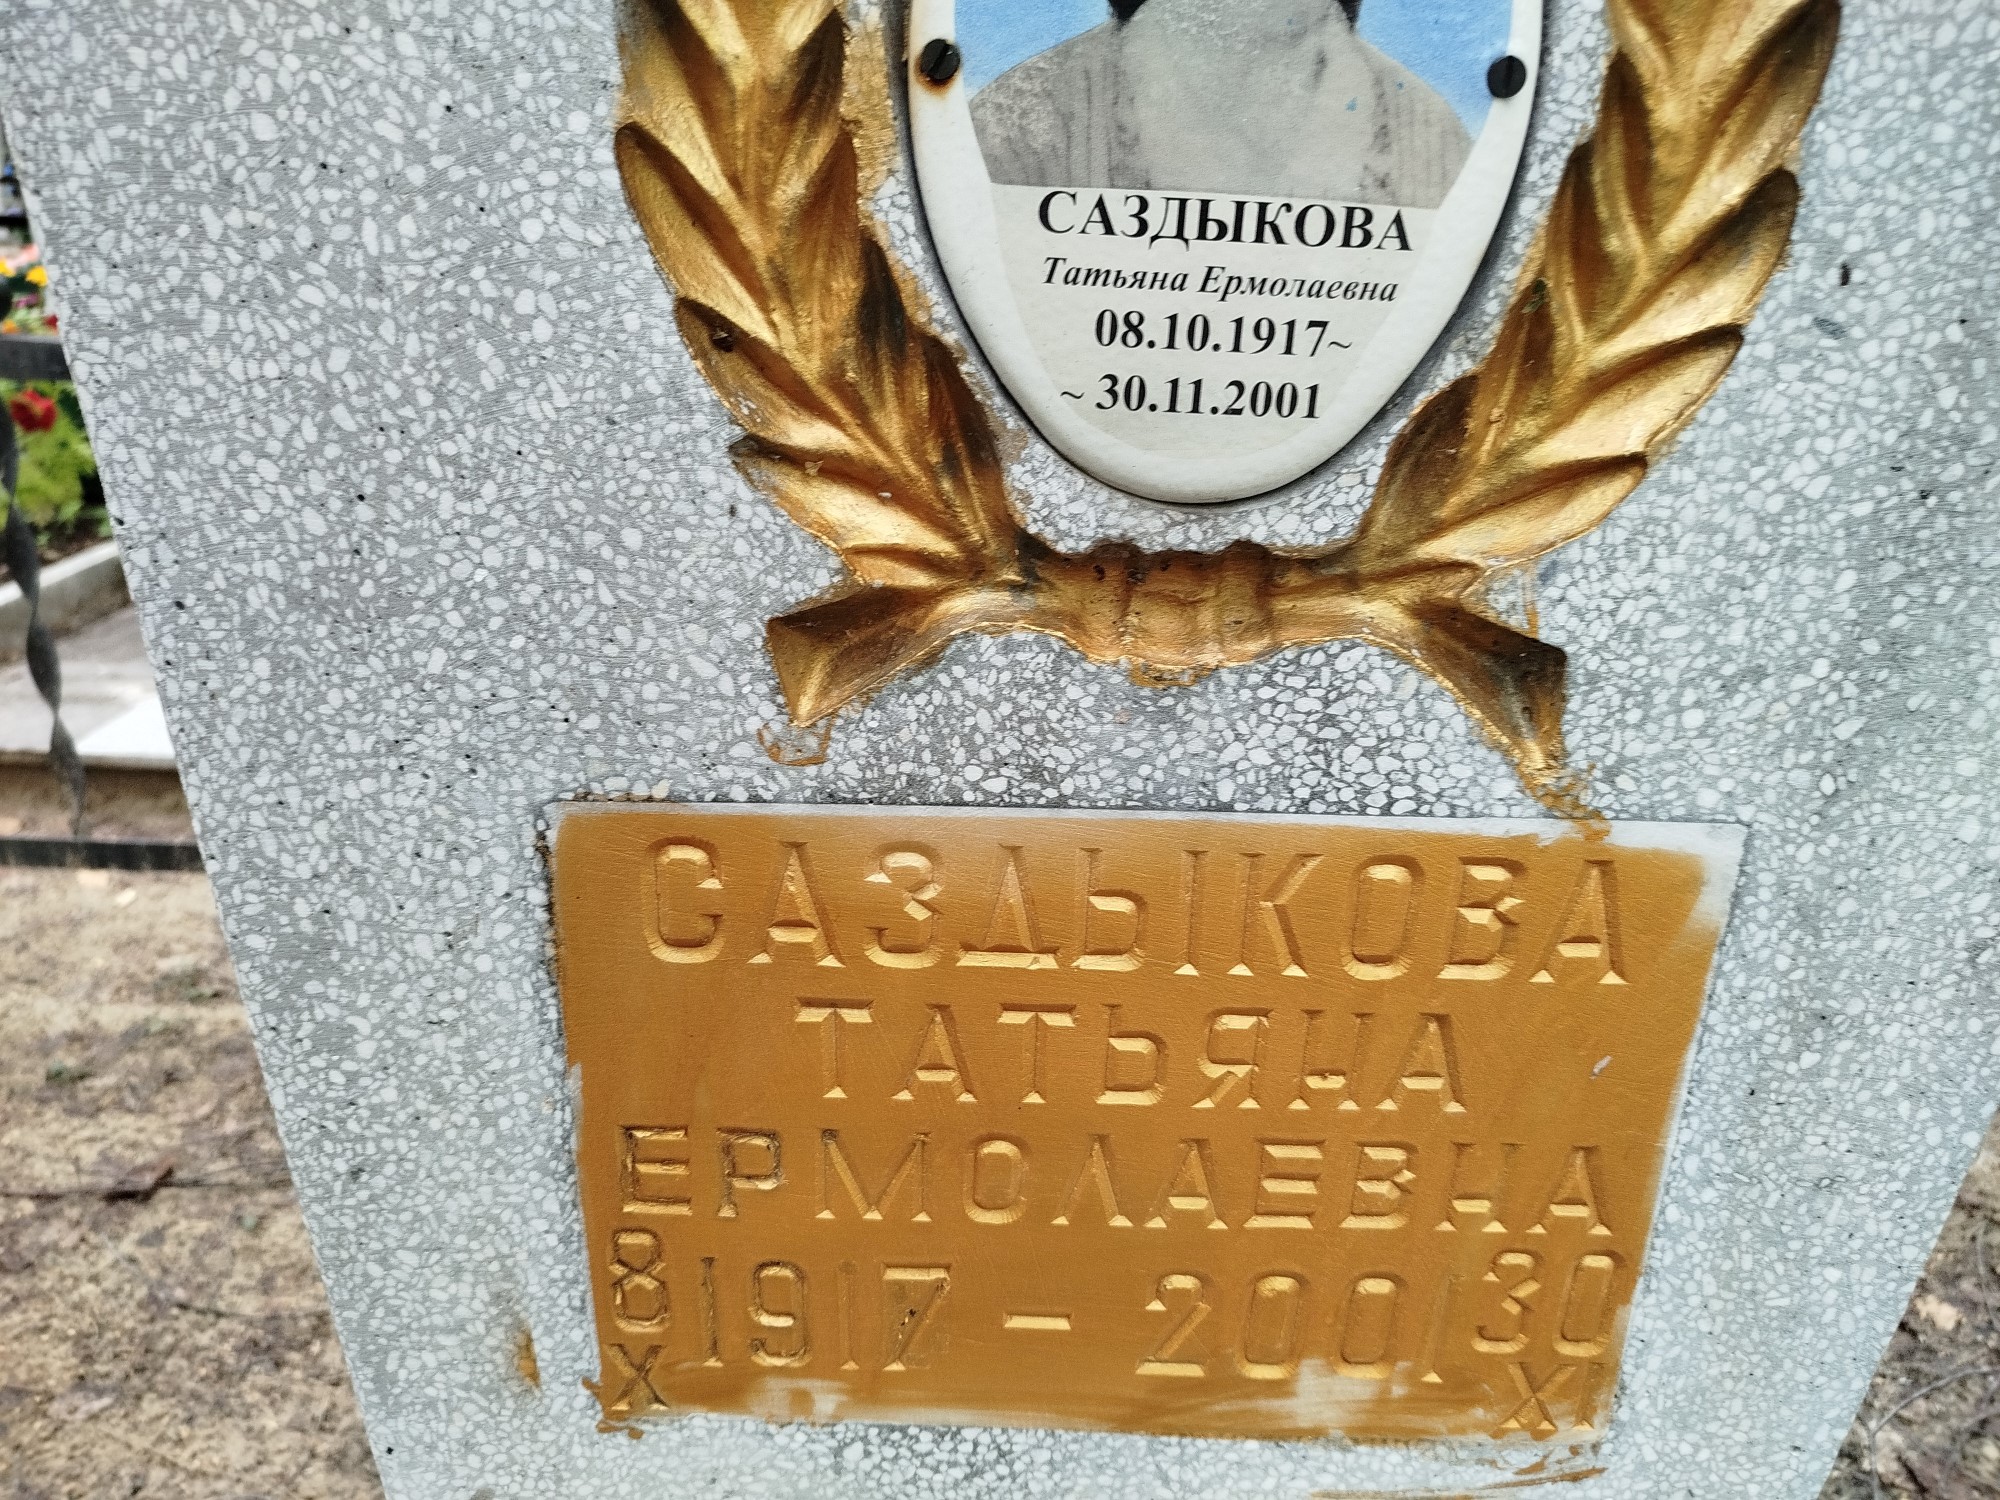 САЗДЫКОВА
Татьяна Ермолаевна
08.10.1917~
~ 30.11.2001
САЗДЫКОВА
ТАТЬЯНА
ЕРМОЛАЕВНА
8 1917 – 2001 30
X XI